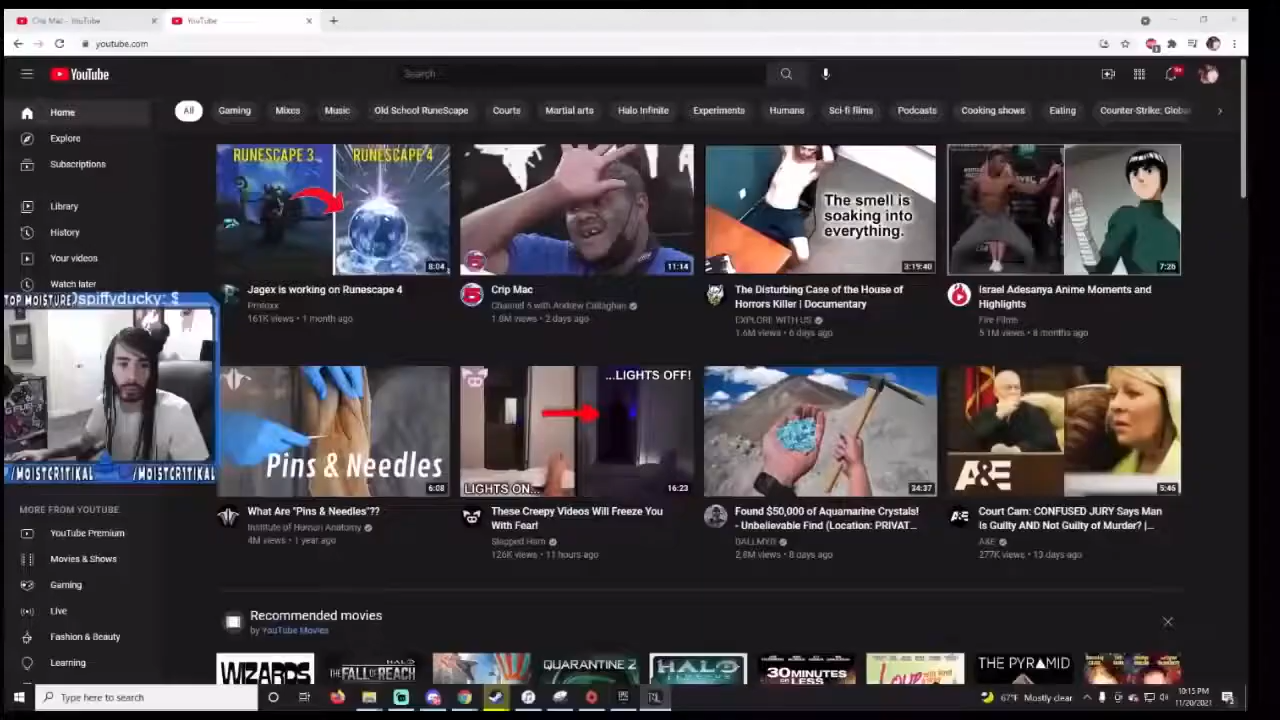 Crip Mac - YouTube
YouTube
youtube.com
YouTube
Search
Home
Explore
Subscriptions
Library
History
Your videos
Watch later
All
Gaming
Mixes
Music
Old School RuneScape
Courts
Martial arts
Halo Infinite
Experiments
Humans
Sci-fi films
Podcasts
Cooking shows
Eating
Counter-Strike: Globa
RUNESCAPE 3
RUNESCAPE 4
8:04
Jagex is working on Runescape 4
161K views • 1 month ago
11:14
Crip Mac
Channel 5 with Andrew Callaghan
1.8M views • 2 days ago
The smell is
soaking into
everything.
3:19:40
The Disturbing Case of the House of
Horrors Killer | Documentary
EXPLORE WITH US
1.6M views • 6 days ago
7:26
Israel Adesanya Anime Moments and
Highlights
Fire Films
5.1M views • 8 months ago
TOP MOISTURE
spiffyducky: $
/MOISTCR1TIKAL
/MOISTCR1TIKAL
Pins & Needles
6:08
What Are "Pins & Needles"??
Institute of Human Anatomy
4M views • 1 year ago
...LIGHTS OFF!
LIGHTS ON...
16:23
These Creepy Videos Will Freeze You
With Fear!
Slapped Ham
126K views • 11 hours ago
Found $50,000 of Aquamarine Crystals!
- Unbelievable Find (Location: PRIVAT...
DALLMYD
2.8M views • 8 days ago
A&E
5:46
Court Cam: CONFUSED JURY Says Man
Is Guilty AND Not Guilty of Murder? |...
A&E
277K views • 13 days ago
MORE FROM YOUTUBE
YouTube Premium
Movies & Shows
Gaming
Live
Fashion & Beauty
Learning
Recommended movies
by YouTube Movies
WIZARDS
HALO
THE FALL OF REACH
QUARANTINE 2
HALO
30 MINUTES
OR LESS
THE PYRAMID
Type here to search
67°F Mostly clear
10:15 PM
11/20/2021